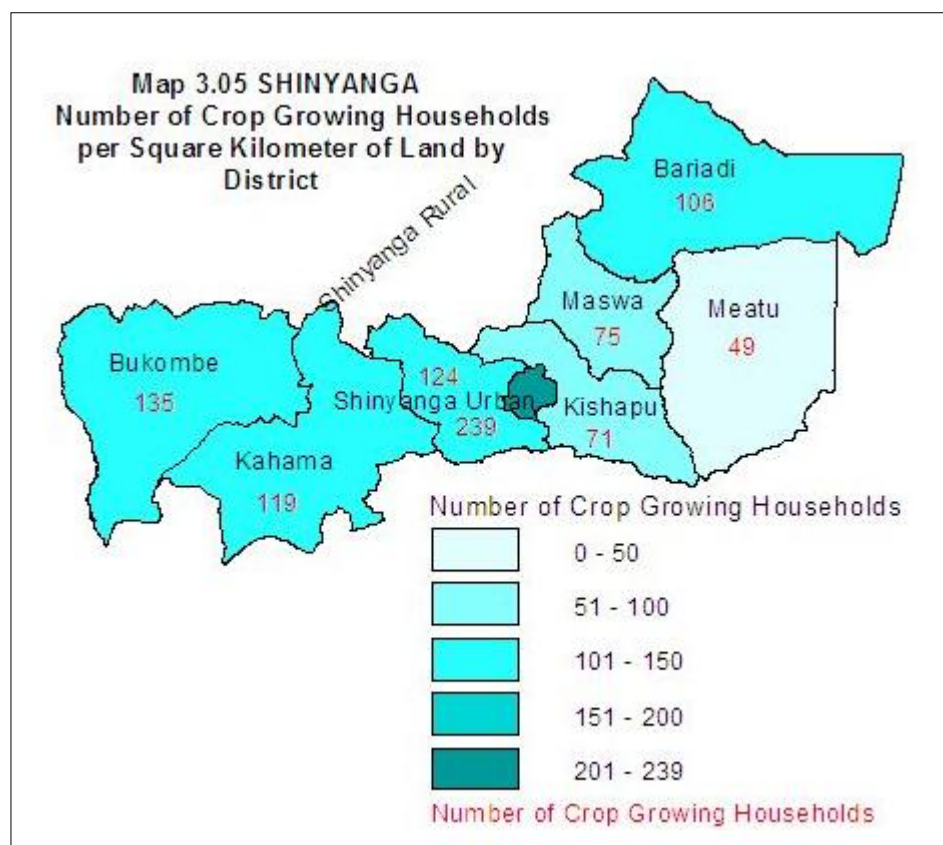 Map 3.05 SHINYANGA
Number of Crop Growing Households
per Square Kilometer of Land by
District
Shinyanga Rural
Bariadi
106
Maswa
75
Meatu
49
Bukombe
135
124
Shinyanga Urban
239
Kishapu
71
Kahama
119
Number of Crop Growing Households
0 - 50
51 - 100
101 - 150
151 - 200
201 - 239
Number of Crop Growing Households